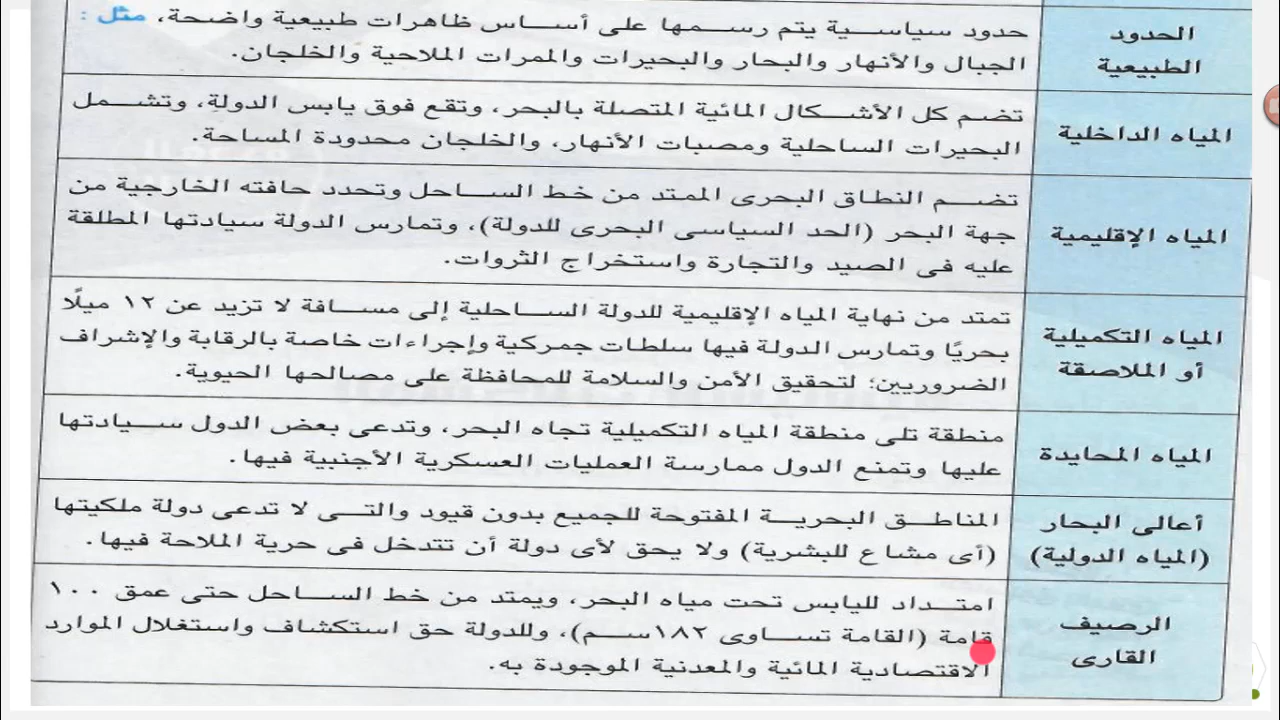 الحدود
الطبيعية
حدود سياسية يتم رسمها على أساس ظاهرات طبيعية واضحة، مثل :
الجبال والأنهار والبحار والبحيرات والممرات الملاحية والخلجان.
المياه الداخلية
تضم كل الأشكال المائية المتصلة بالبحر، وتقع فوق يابس الدولة، وتشمل
البحيرات الساحلية ومصبات الأنهار، والخلجان محدودة المساحة.
المياه الإقليمية
تضم النطاق البحرى الممتد من خط الساحل وتحدد حافته الخارجية من
جهة البحر (الحد السياسى البحرى للدولة)، وتمارس الدولة سيادتها المطلقة
عليه فى الصيد والتجارة واستخراج الثروات.
المياه التكميلية
أو الملاصقة
تمتد من نهاية المياه الإقليمية للدولة الساحلية إلى مسافة لا تزيد عن ١٢ ميلًا
بحريًا وتمارس الدولة فيها سلطات جمركية وإجراءات خاصة بالرقابة والإشراف
الضروريين؛ لتحقيق الأمن والسلامة للمحافظة على مصالحها الحيوية.
المياه المحايدة
منطقة تلى منطقة المياه التكميلية تجاه البحر، وتدعى بعض الدول سيادتها
عليها وتمنع الدول ممارسة العمليات العسكرية الأجنبية فيها.
أعالى البحار
(المياه الدولية)
المناطق البحرية المفتوحة للجميع بدون قيود والتى لا تدعى دولة ملكيتها
(أى مشاع للبشرية) ولا يحق لأى دولة أن تتدخل فى حرية الملاحة فيها.
الرصيف
القارى
امتداد لليابس تحت مياه البحر، ويمتد من خط الساحل حتى عمق ١٠٠
قامة (القامة تساوى ١٨٢سم)، وللدولة حق استكشاف واستغلال الموارد
الاقتصادية المائية والمعدنية الموجودة به.